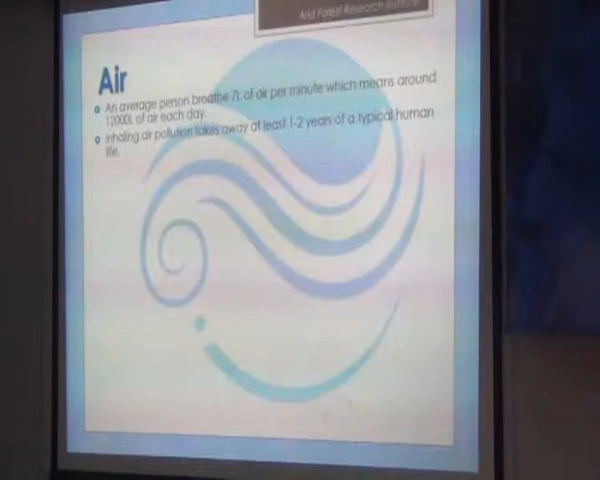 Arid Forest Research Institute
Air
An average person breathe 7L of air per minute which means around
12000L of air each day.
Inhaling air pollution takes away at least 1-2 years of a typical human
life.